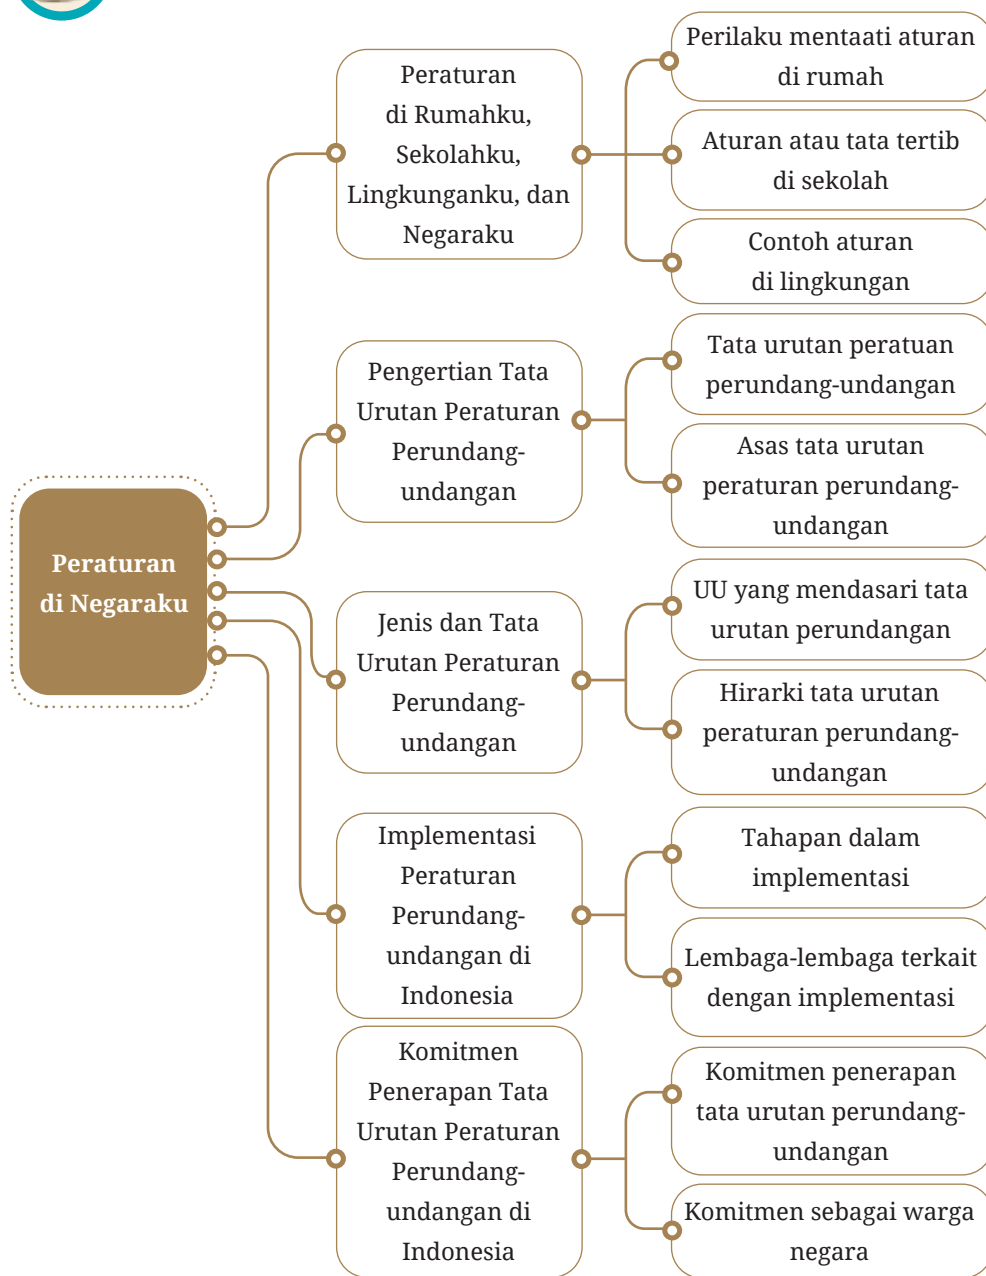 Peraturan
di Negaraku
Peraturan
di Rumahku,
Sekolahku,
Lingkunganku, dan
Negaraku
Perilaku mentaati aturan
di rumah
Aturan atau tata tertib
di sekolah
Contoh aturan
di lingkungan
Pengertian Tata
Urutan Peraturan
Perundang-
undangan
Tata urutan peratuan
perundang-undangan
Asas tata urutan
peraturan perundang-
undangan
Jenis dan Tata
Urutan Peraturan
Perundang-
undangan
UU yang mendasari tata
urutan perundangan
Hirarki tata urutan
peraturan perundang-
undangan
Implementasi
Peraturan
Perundang-
undangan di
Indonesia
Tahapan dalam
implementasi
Lembaga-lembaga terkait
dengan implementasi
Komitmen
Penerapan Tata
Urutan Peraturan
Perundang-
undangan di
Indonesia
Komitmen penerapan
tata urutan perundang-
undangan
Komitmen sebagai warga
negara